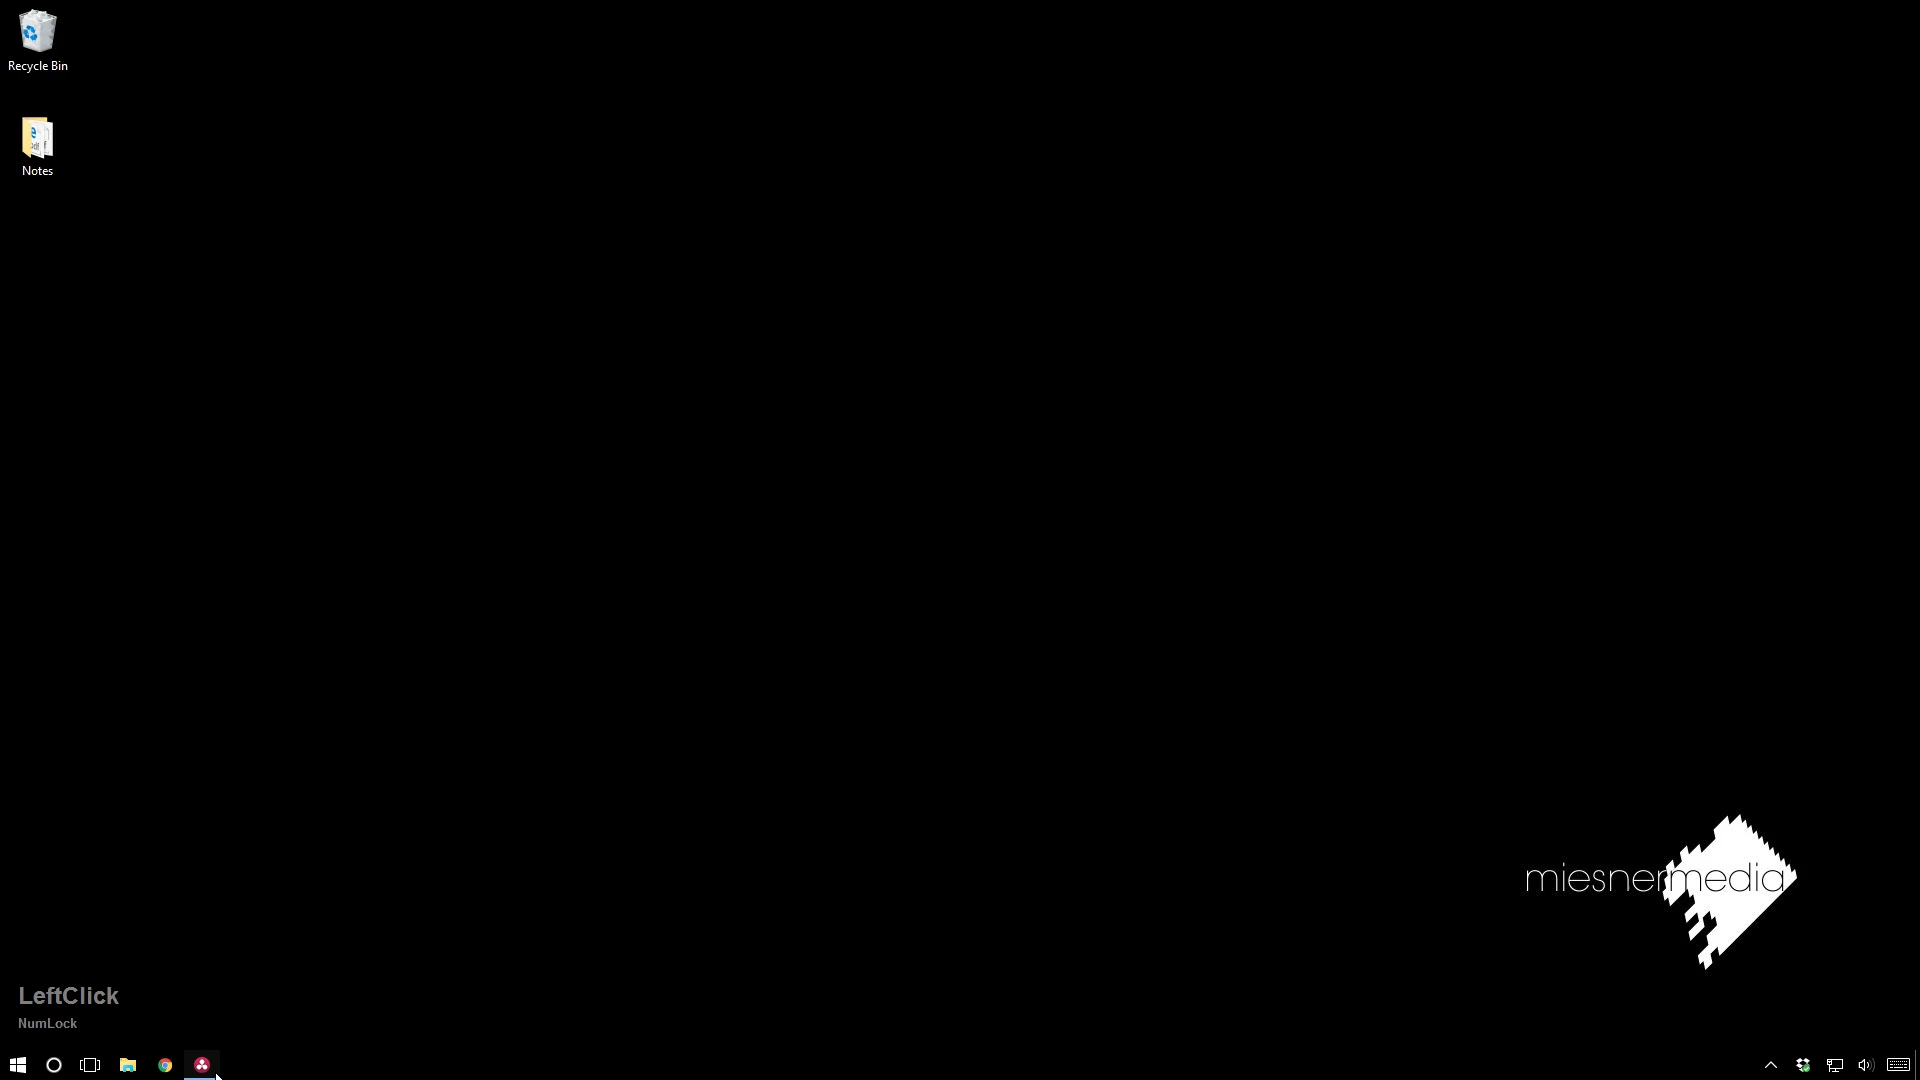 Recycle Bin
Notes
miesnermedia
LeftClick
NumLock